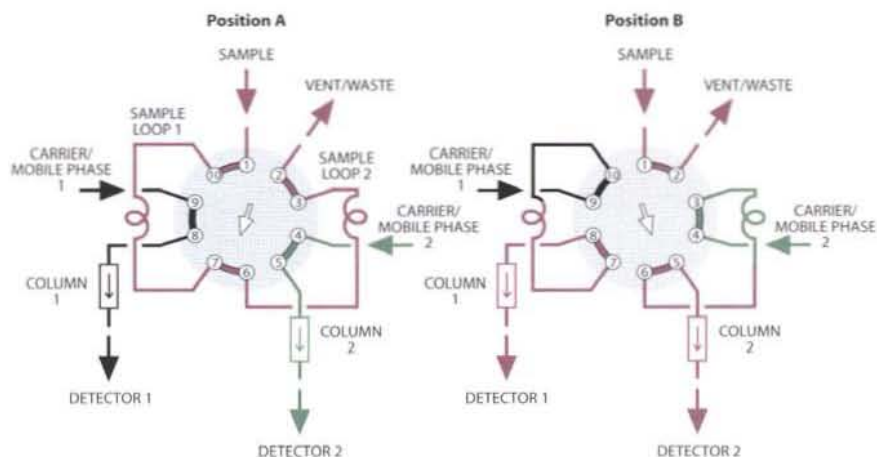 Position A
SAMPLE
VENT/WASTE
SAMPLE
LOOP 1
CARRIER/
MOBILE PHASE
1
SAMPLE
LOOP 2
CARRIER/
MOBILE PHASE
2
1
2
3
4
5
6
7
8
9
10
COLUMN
1
COLUMN
2
DETECTOR 1
DETECTOR 2
Position B
SAMPLE
VENT/WASTE
CARRIER/
MOBILE PHASE
1
CARRIER/
MOBILE PHASE
2
1
2
3
4
5
6
7
8
9
10
COLUMN
1
COLUMN
2
DETECTOR 1
DETECTOR 2